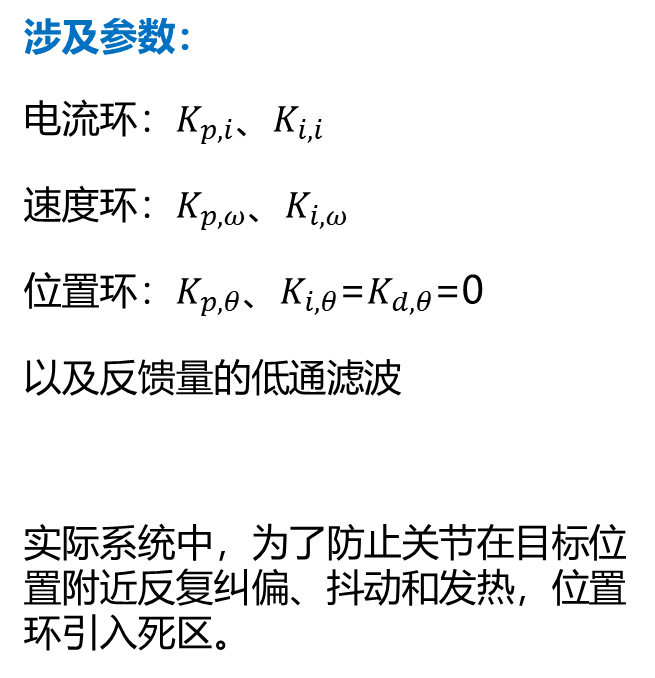 涉及参数：
电流环：𝐾𝑝,𝑖、𝐾𝑖,𝑖
速度环：𝐾𝑝,𝜔、𝐾𝑖,𝜔
位置环：𝐾𝑝,𝜃、𝐾𝑖,𝜃=𝐾𝑑,𝜃=0
以及反馈量的低通滤波
实际系统中，为了防止关节在目标位
置附近反复纠偏、抖动和发热，位置
环引入死区。